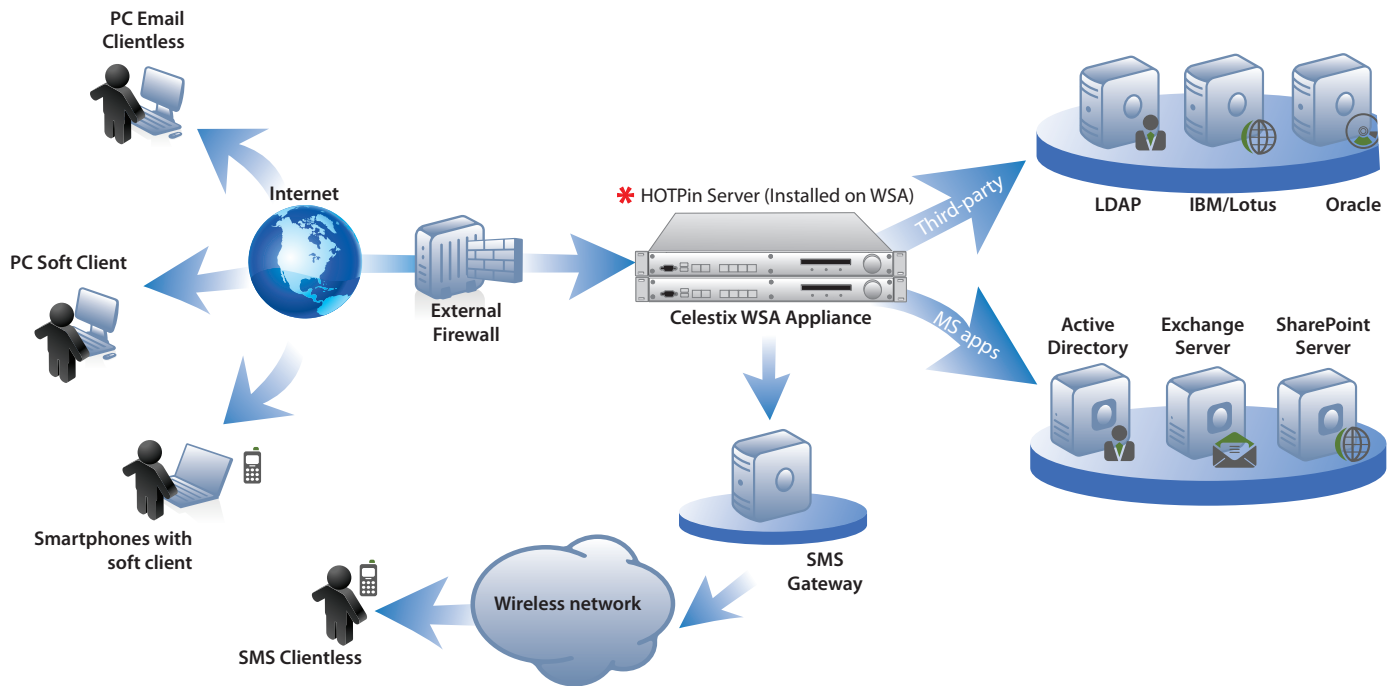 PC Email
Clientless
Internet
PC Soft Client
Smartphones with
soft client
External
Firewall
* HOTPin Server (Installed on WSA)
Celestix WSA Appliance
Third-party
MS apps
LDAP
IBM/Lotus
Oracle
Active
Directory
Exchange
Server
SharePoint
Server
SMS
Gateway
Wireless network
SMS Clientless